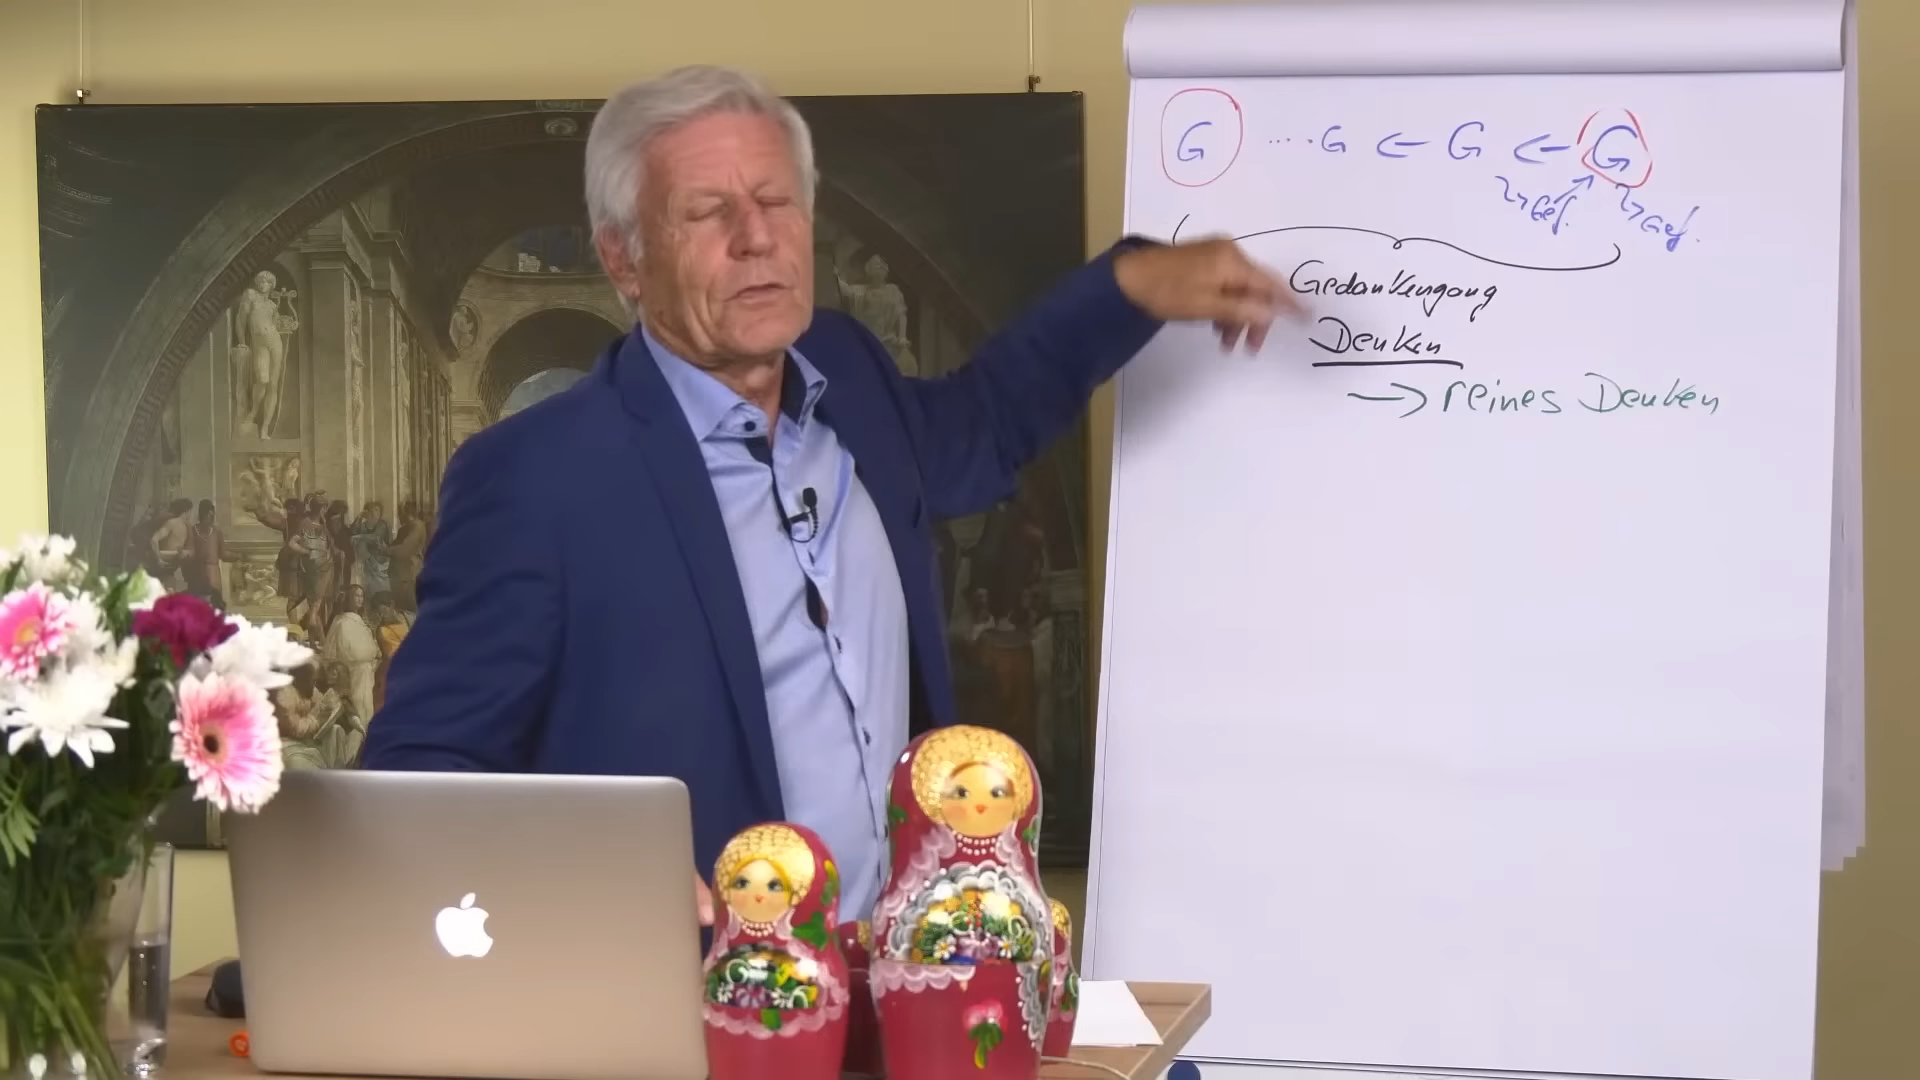 G ....G ← G ← G
↳ Gef. ↳ Gef.
Gedankengang
Denken
→ reines Denken